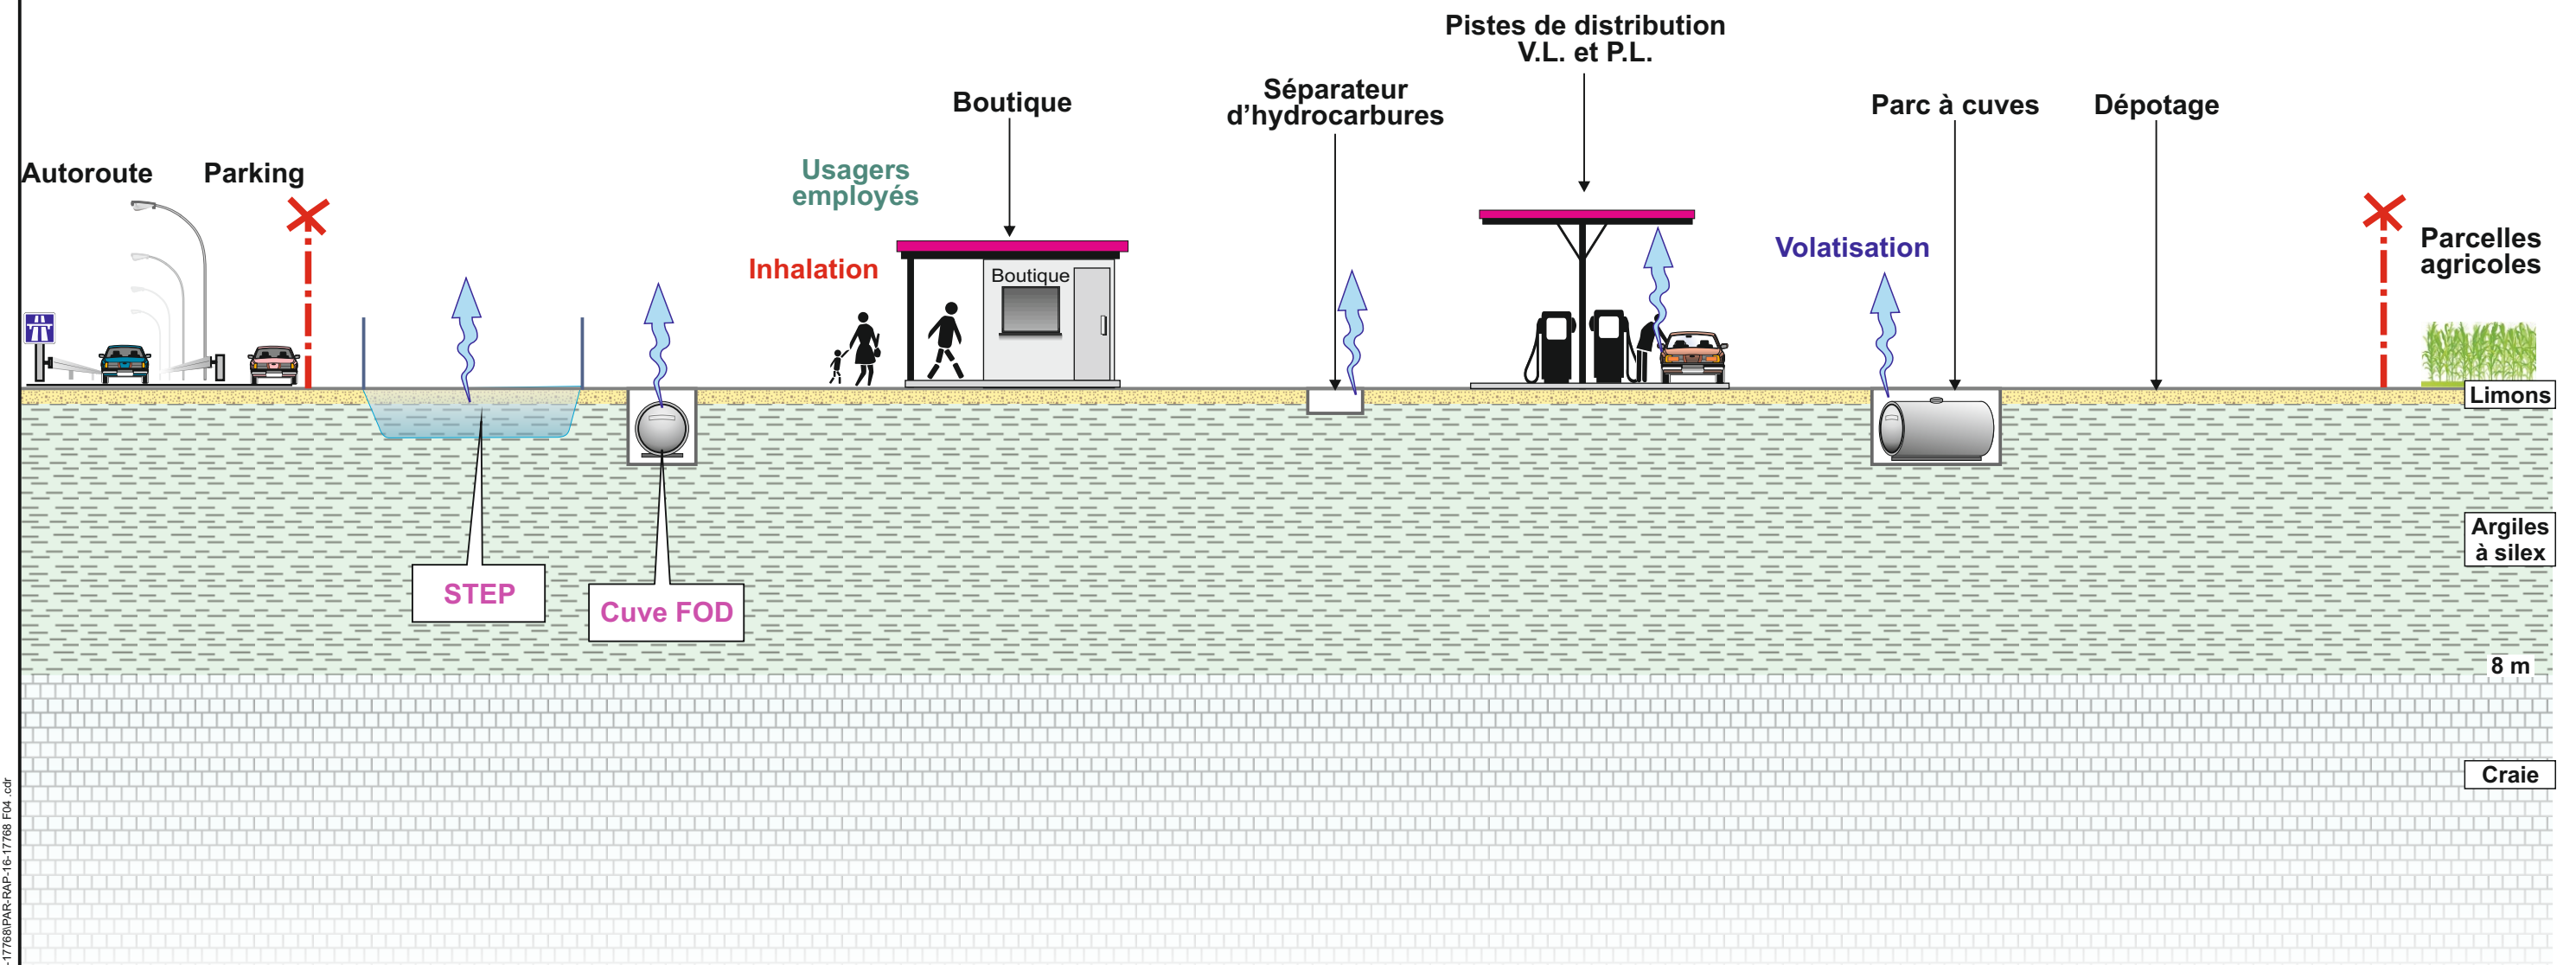 Pistes de distribution
V.L. et P.L.
Séparateur
d’hydrocarbures
Boutique
Parc à cuves
Dépotage
Autoroute
Parking
Usagers
employés
Inhalation
Boutique
Volatisation
Parcelles
agricoles
Limons
Argiles
à silex
STEP
Cuve FOD
8 m
Craie
-17768\PAR-RAP-16-17768 F04 .cdr